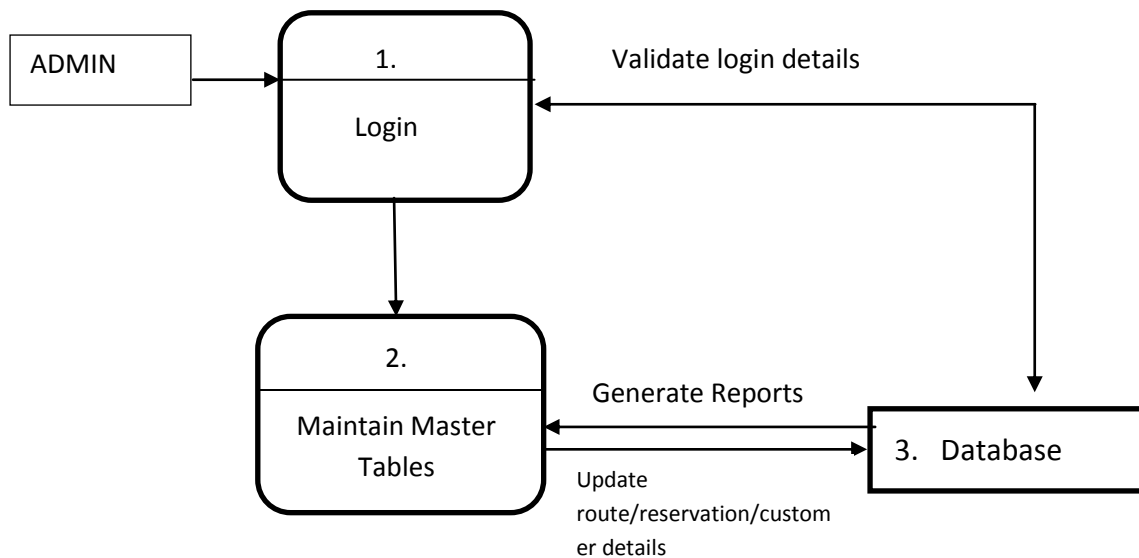 ADMIN
1.
Login
Validate login details
2.
Maintain Master
Tables
Generate Reports
Update
route/reservation/custom
er details
3. Database